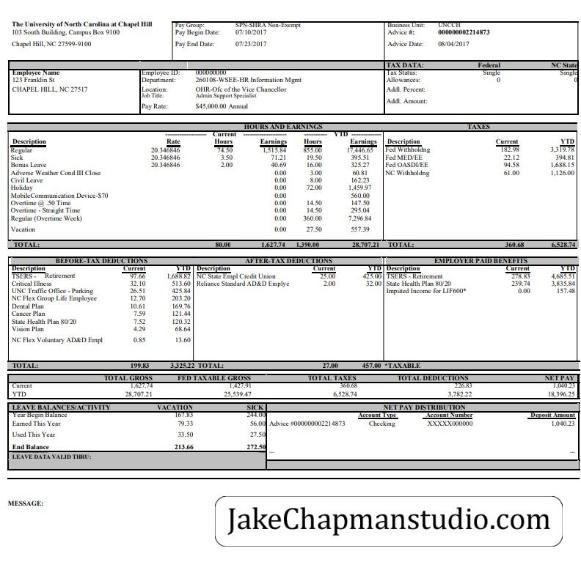 The University of North Carolina at Chapel Hill
103 South Building, Campus Box 9100
Chapel Hill, NC 27599-9100
Pay Group: SPN-SHRA Non-Exempt
Pay Begin Date: 07/10/2017
Pay End Date: 07/23/2017
Business Unit: UNCCH
Advice #: 000000002214873
Advice Date: 08/04/2017
Employee Name
123 Franklin St
CHAPEL HILL, NC 27517
Employee ID: 000000000
Department: 260108-WSEE-HR Information Mgmt
Location: OHR-Ofc of the Vice Chancellor
Job Title: Admin Support Specialist
Pay Rate: $45,000.00 Annual
TAX DATA: Federal NC State
Tax Status: Single Single
Allowances: 0 0
Addl. Percent:
Addl. Amount:
HOURS AND EARNINGS
Current YTD
Description Rate Hours Earnings Hours Earnings
Regular 20.346846 74.50 1,515.84 855.00 17,446.65
Sick 20.346846 3.50 71.21 19.50 395.51
Bonus Leave 20.346846 2.00 40.69 16.00 325.27
Adverse Weather Cond III Close 0.00 3.00 60.81
Civil Leave 0.00 8.00 162.23
Holiday 0.00 72.00 1,459.97
MobileCommunication Device-$70 0.00 560.00
Overtime @ .50 Time 0.00 14.50 147.50
Overtime - Straight Time 0.00 14.50 295.04
Regular (Overtime Week) 0.00 360.00 7,296.84
Vacation 0.00 27.50 557.39
TOTAL: 80.00 1,627.74 1,390.00 28,707.21
TAXES
Description Current YTD
Fed Withholding 182.98 3,319.78
Fed MED/EE 22.12 394.81
Fed OASDI/EE 94.58 1,688.15
NC Withholding 61.00 1,126.00
TOTAL: 360.68 6,528.74
BEFORE-TAX DEDUCTIONS
Description Current YTD
TSERS - Retirement 97.66 1,688.82
Critical Illness 32.10 513.60
UNC Traffic Office - Parking 26.51 425.84
NC Flex Group Life Employee 12.70 203.20
Dental Plan 10.61 169.76
Cancer Plan 7.59 121.44
State Health Plan 80/20 7.52 120.32
Vision Plan 4.29 68.64
NC Flex Voluntary AD&D Empl 0.85 13.60
TOTAL: 199.83 3,325.22
AFTER-TAX DEDUCTIONS
Description Current YTD
NC State Empl Credit Union 25.00 425.00
Reliance Standard AD&D Emplye 2.00 32.00
TOTAL: 27.00 457.00
EMPLOYER PAID BENEFITS
Description Current YTD
TSERS - Retirement 278.83 4,685.51
State Health Plan 80/20 239.74 3,835.84
Imputed Income for LIF600* 0.00 157.48
*TAXABLE
TOTAL GROSS FED TAXABLE GROSS TOTAL TAXES TOTAL DEDUCTIONS NET PAY
Current 1,627.74 1,427.91 360.68 226.83 1,040.23
YTD 28,707.21 25,539.47 6,528.74 3,782.22 18,396.25
LEAVE BALANCES/ACTIVITY VACATION SICK
Year Begin Balance 167.83 244.00
Earned This Year 79.33 56.00
Used This Year 33.50 27.50
End Balance 213.66 272.50
LEAVE DATA VALID THRU:
NET PAY DISTRIBUTION
Account Type Account Number Deposit Amount
Advice #000000002214873 Checking XXXXX000000 1,040.23
MESSAGE:
JakeChapmanstudio.com